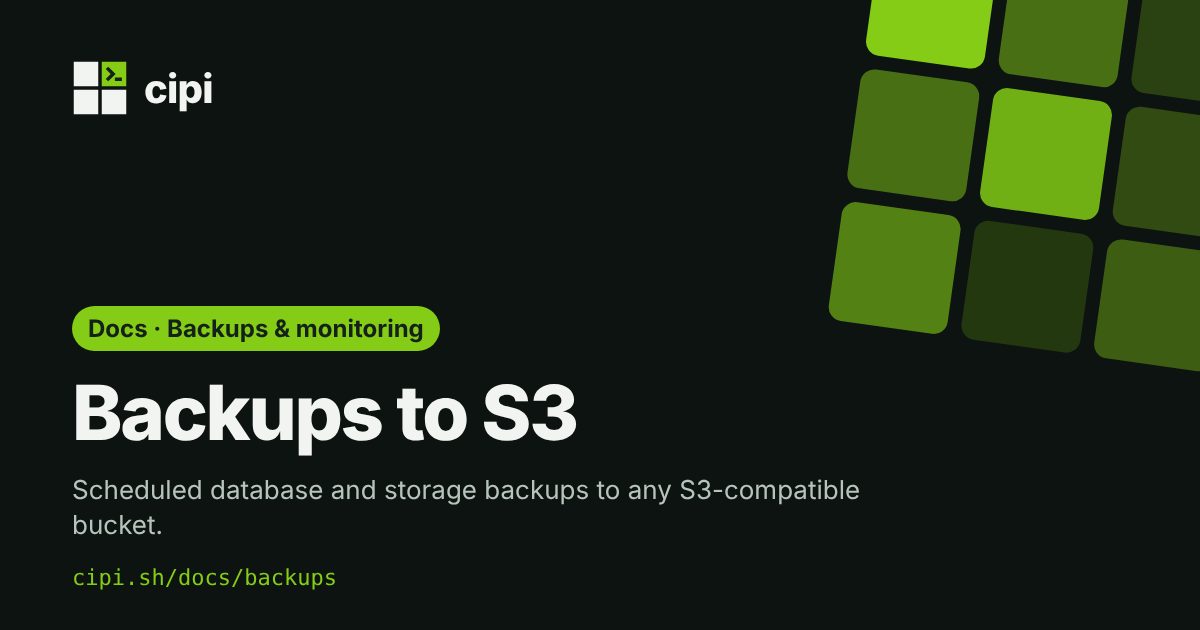 cipi
Docs · Backups & monitoring
Backups to S3
Scheduled database and storage backups to any S3-compatible
bucket.
cipi.sh/docs/backups